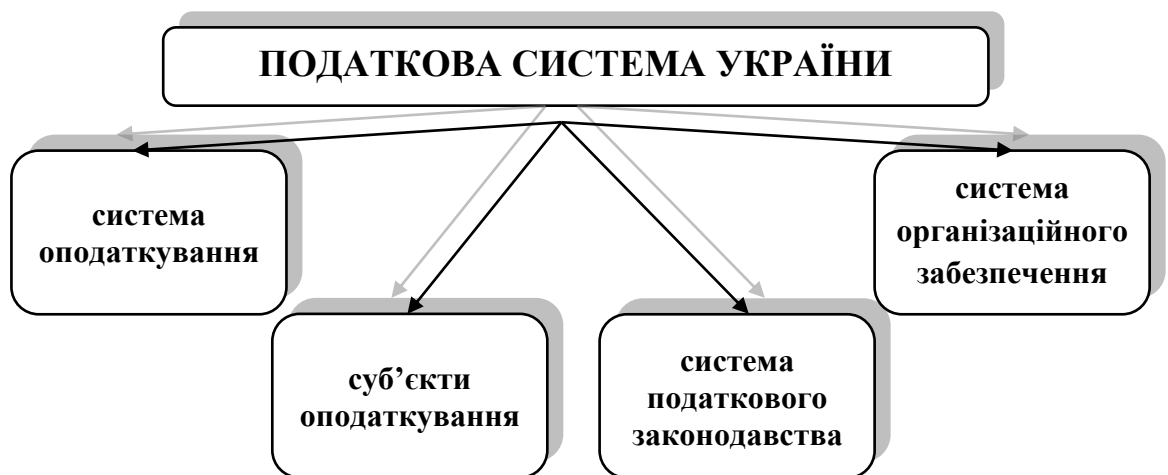 ПОДАТКОВА СИСТЕМА УКРАЇНИ
система
оподаткування
система
організаційного
забезпечення
суб’єкти
оподаткування
система
податкового
законодавства